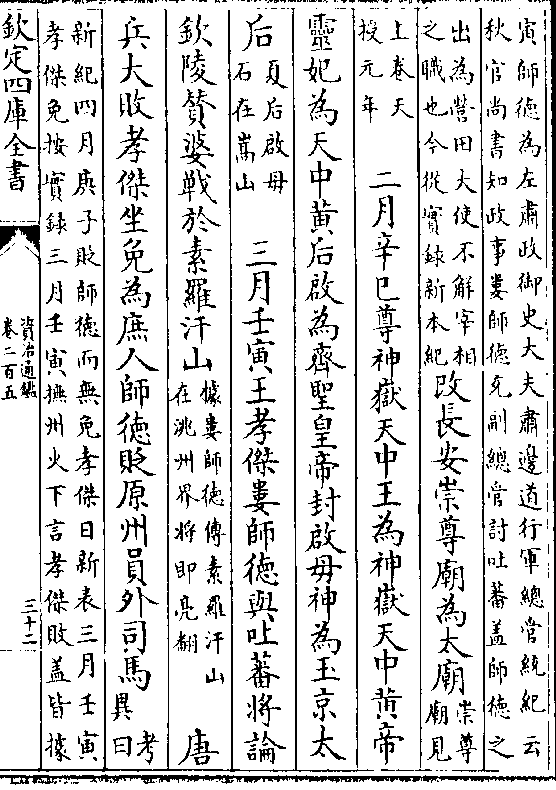 寅師德為左肅政御史大夫肅邊道行軍總管統紀云
秋官尚書知政事婁師德充副總管討吐蕃蓋師德之
出為營田大使不解宰相
之職也今從實録新本紀
改長安崇尊廟為太廟
崇尊
廟見
上卷天
授元年
二月辛巳尊神嶽天中王為神嶽天中黄帝
靈妃為天中黄后啟為齊聖皇帝封啟母神為玉京太
后
夏后啟母
石在嵩山
三月壬寅王孝傑婁師德與吐蕃將論
欽陵贊婆戰於素羅汗山
據婁師德傳素羅汗山
在洮州界將即亮翻
唐
兵大敗孝傑坐免為庶人師德貶原州員外司馬
考
異曰
新紀四月庚子貶師德而無免孝傑日新表三月壬寅
孝傑免按實録三月壬寅撫州火下言孝傑敗蓋皆據
欽定四庫全書
資治通鑑
卷二百五
三十二